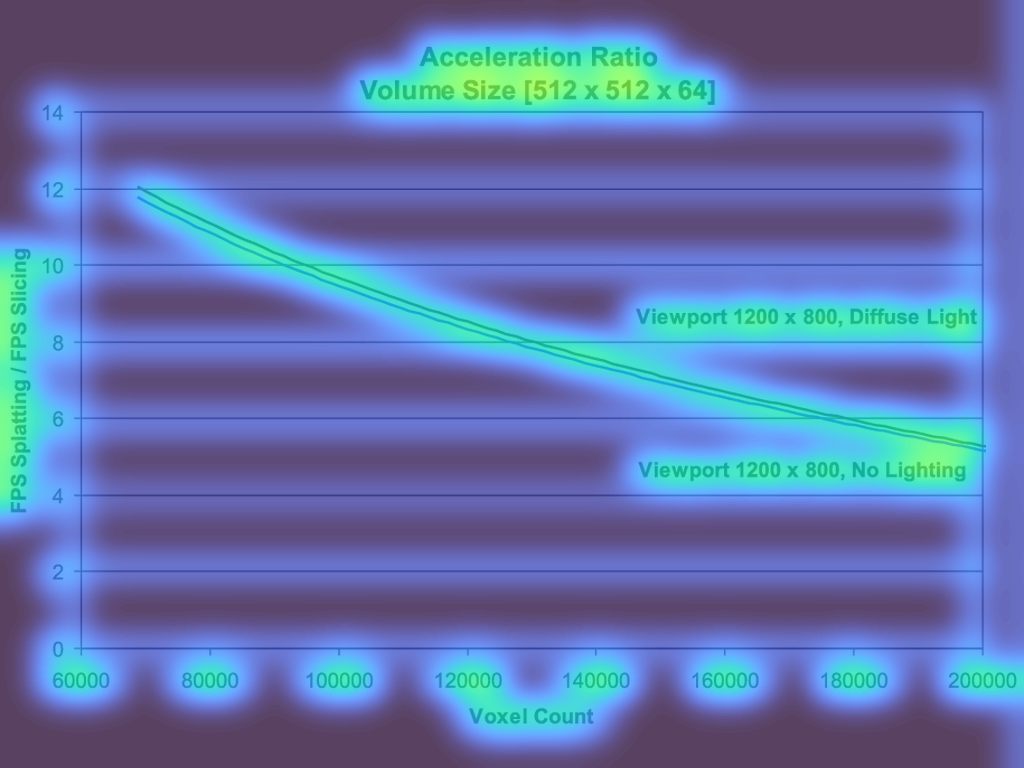 Acceleration Ratio
Volume Size [512 x 512 x 64]
14
12
10
8
6
4
2
0
FPS Splatting / FPS Slicing
Viewport 1200 x 800, Diffuse Light
Viewport 1200 x 800, No Lighting
60000 80000 100000 120000 140000 160000 180000 200000
Voxel Count